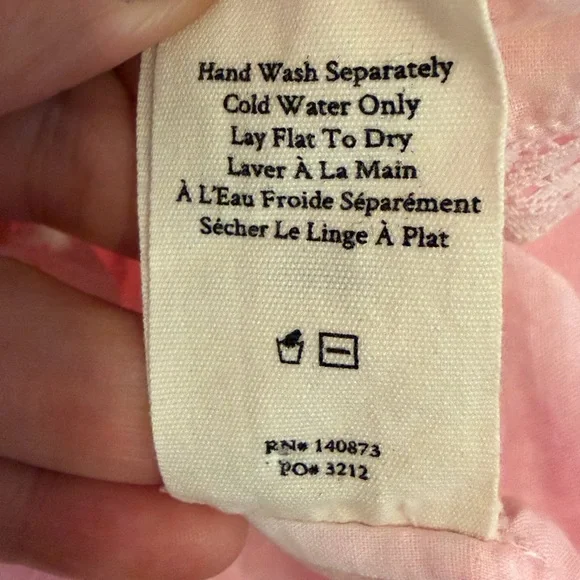 Hand Wash Separately
Cold Water Only
Lay Flat To Dry
Laver À La Main
À L'Eau Froide Séparément
Sécher Le Linge À Plat
RN# 140873
PO# 3212